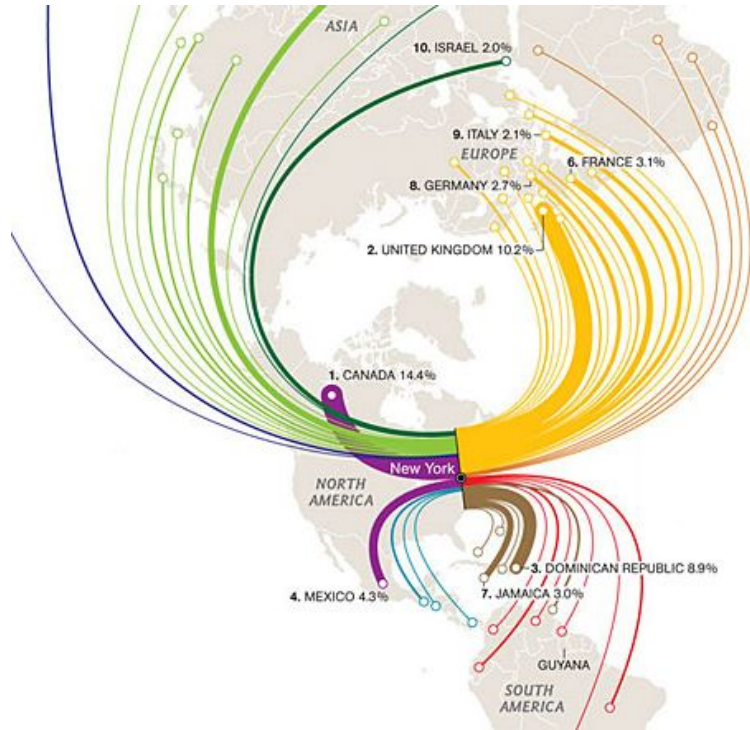 ASIA
10. ISRAEL 2.0%
9. ITALY 2.1%
EUROPE
6. FRANCE 3.1%
8. GERMANY 2.7%
2. UNITED KINGDOM 10.2%
1. CANADA 14.4%
New York
NORTH
AMERICA
3. DOMINICAN REPUBLIC 8.9%
4. MEXICO 4.3%
7. JAMAICA 3.0%
GUYANA
SOUTH
AMERICA